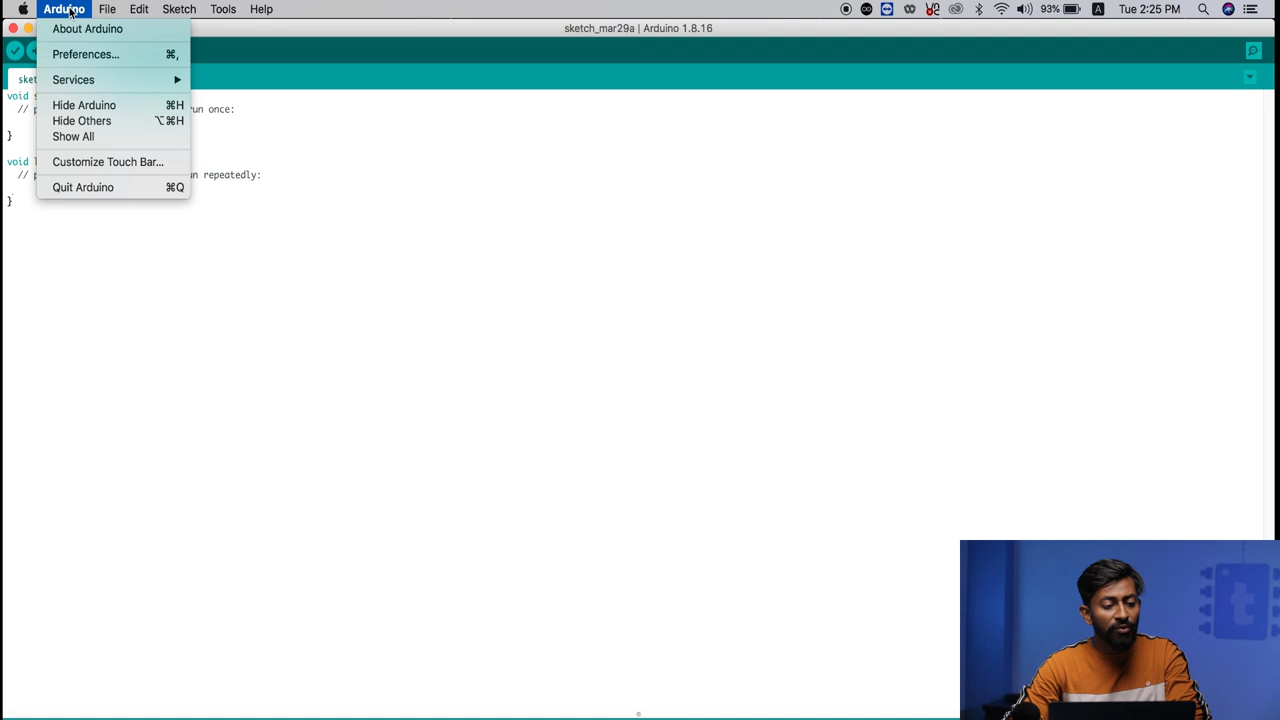 Arduino File Edit Sketch Tools Help 93% A Tue 2:25 PM
sketch_mar29a | Arduino 1.8.16
About Arduino
Preferences... ⌘,
Services ▶
Hide Arduino ⌘H
Hide Others ⌥⌘H
Show All
Customize Touch Bar...
Quit Arduino ⌘Q
sket
void s
// p run once:
}
void l
// p n repeatedly:
}
t